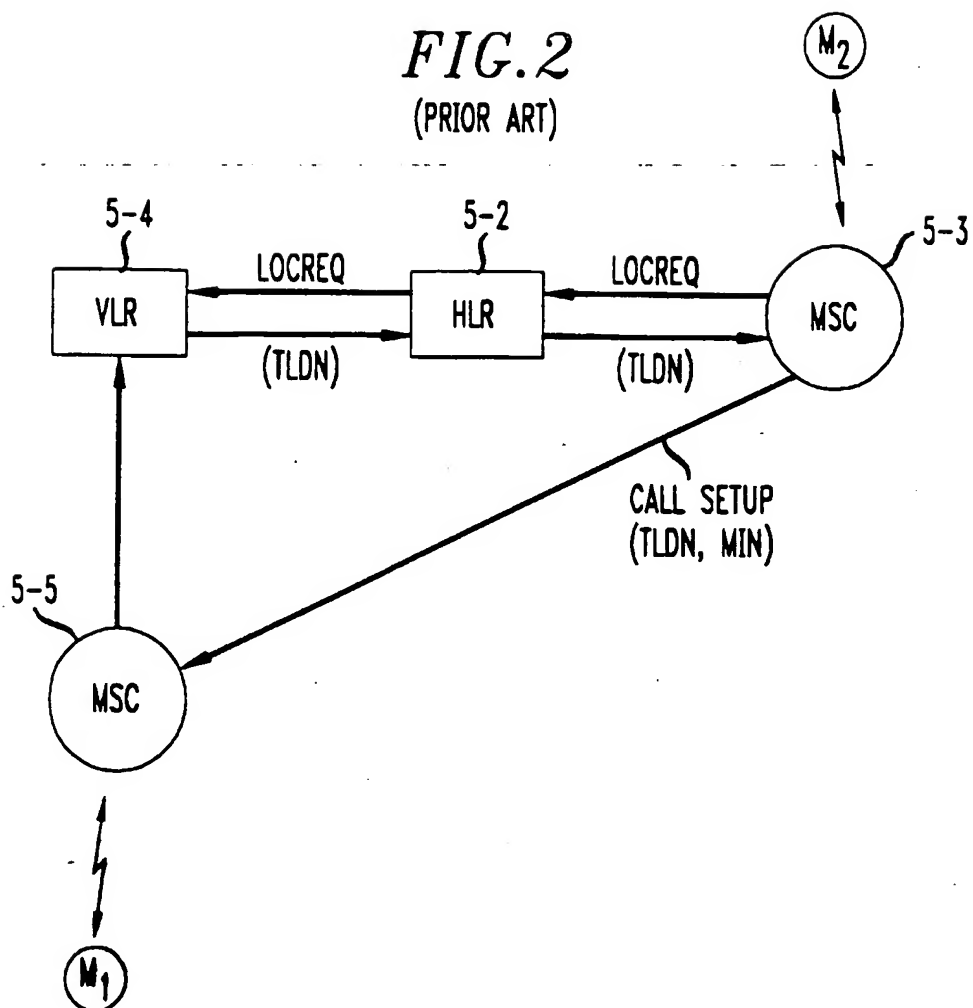 FIG.2
(PRIOR ART)
M2
5-4
5-2
5-3
VLR
LOCREQ
HLR
LOCREQ
MSC
(TLDN)
(TLDN)
CALL SETUP
(TLDN, MIN)
5-5
MSC
M1